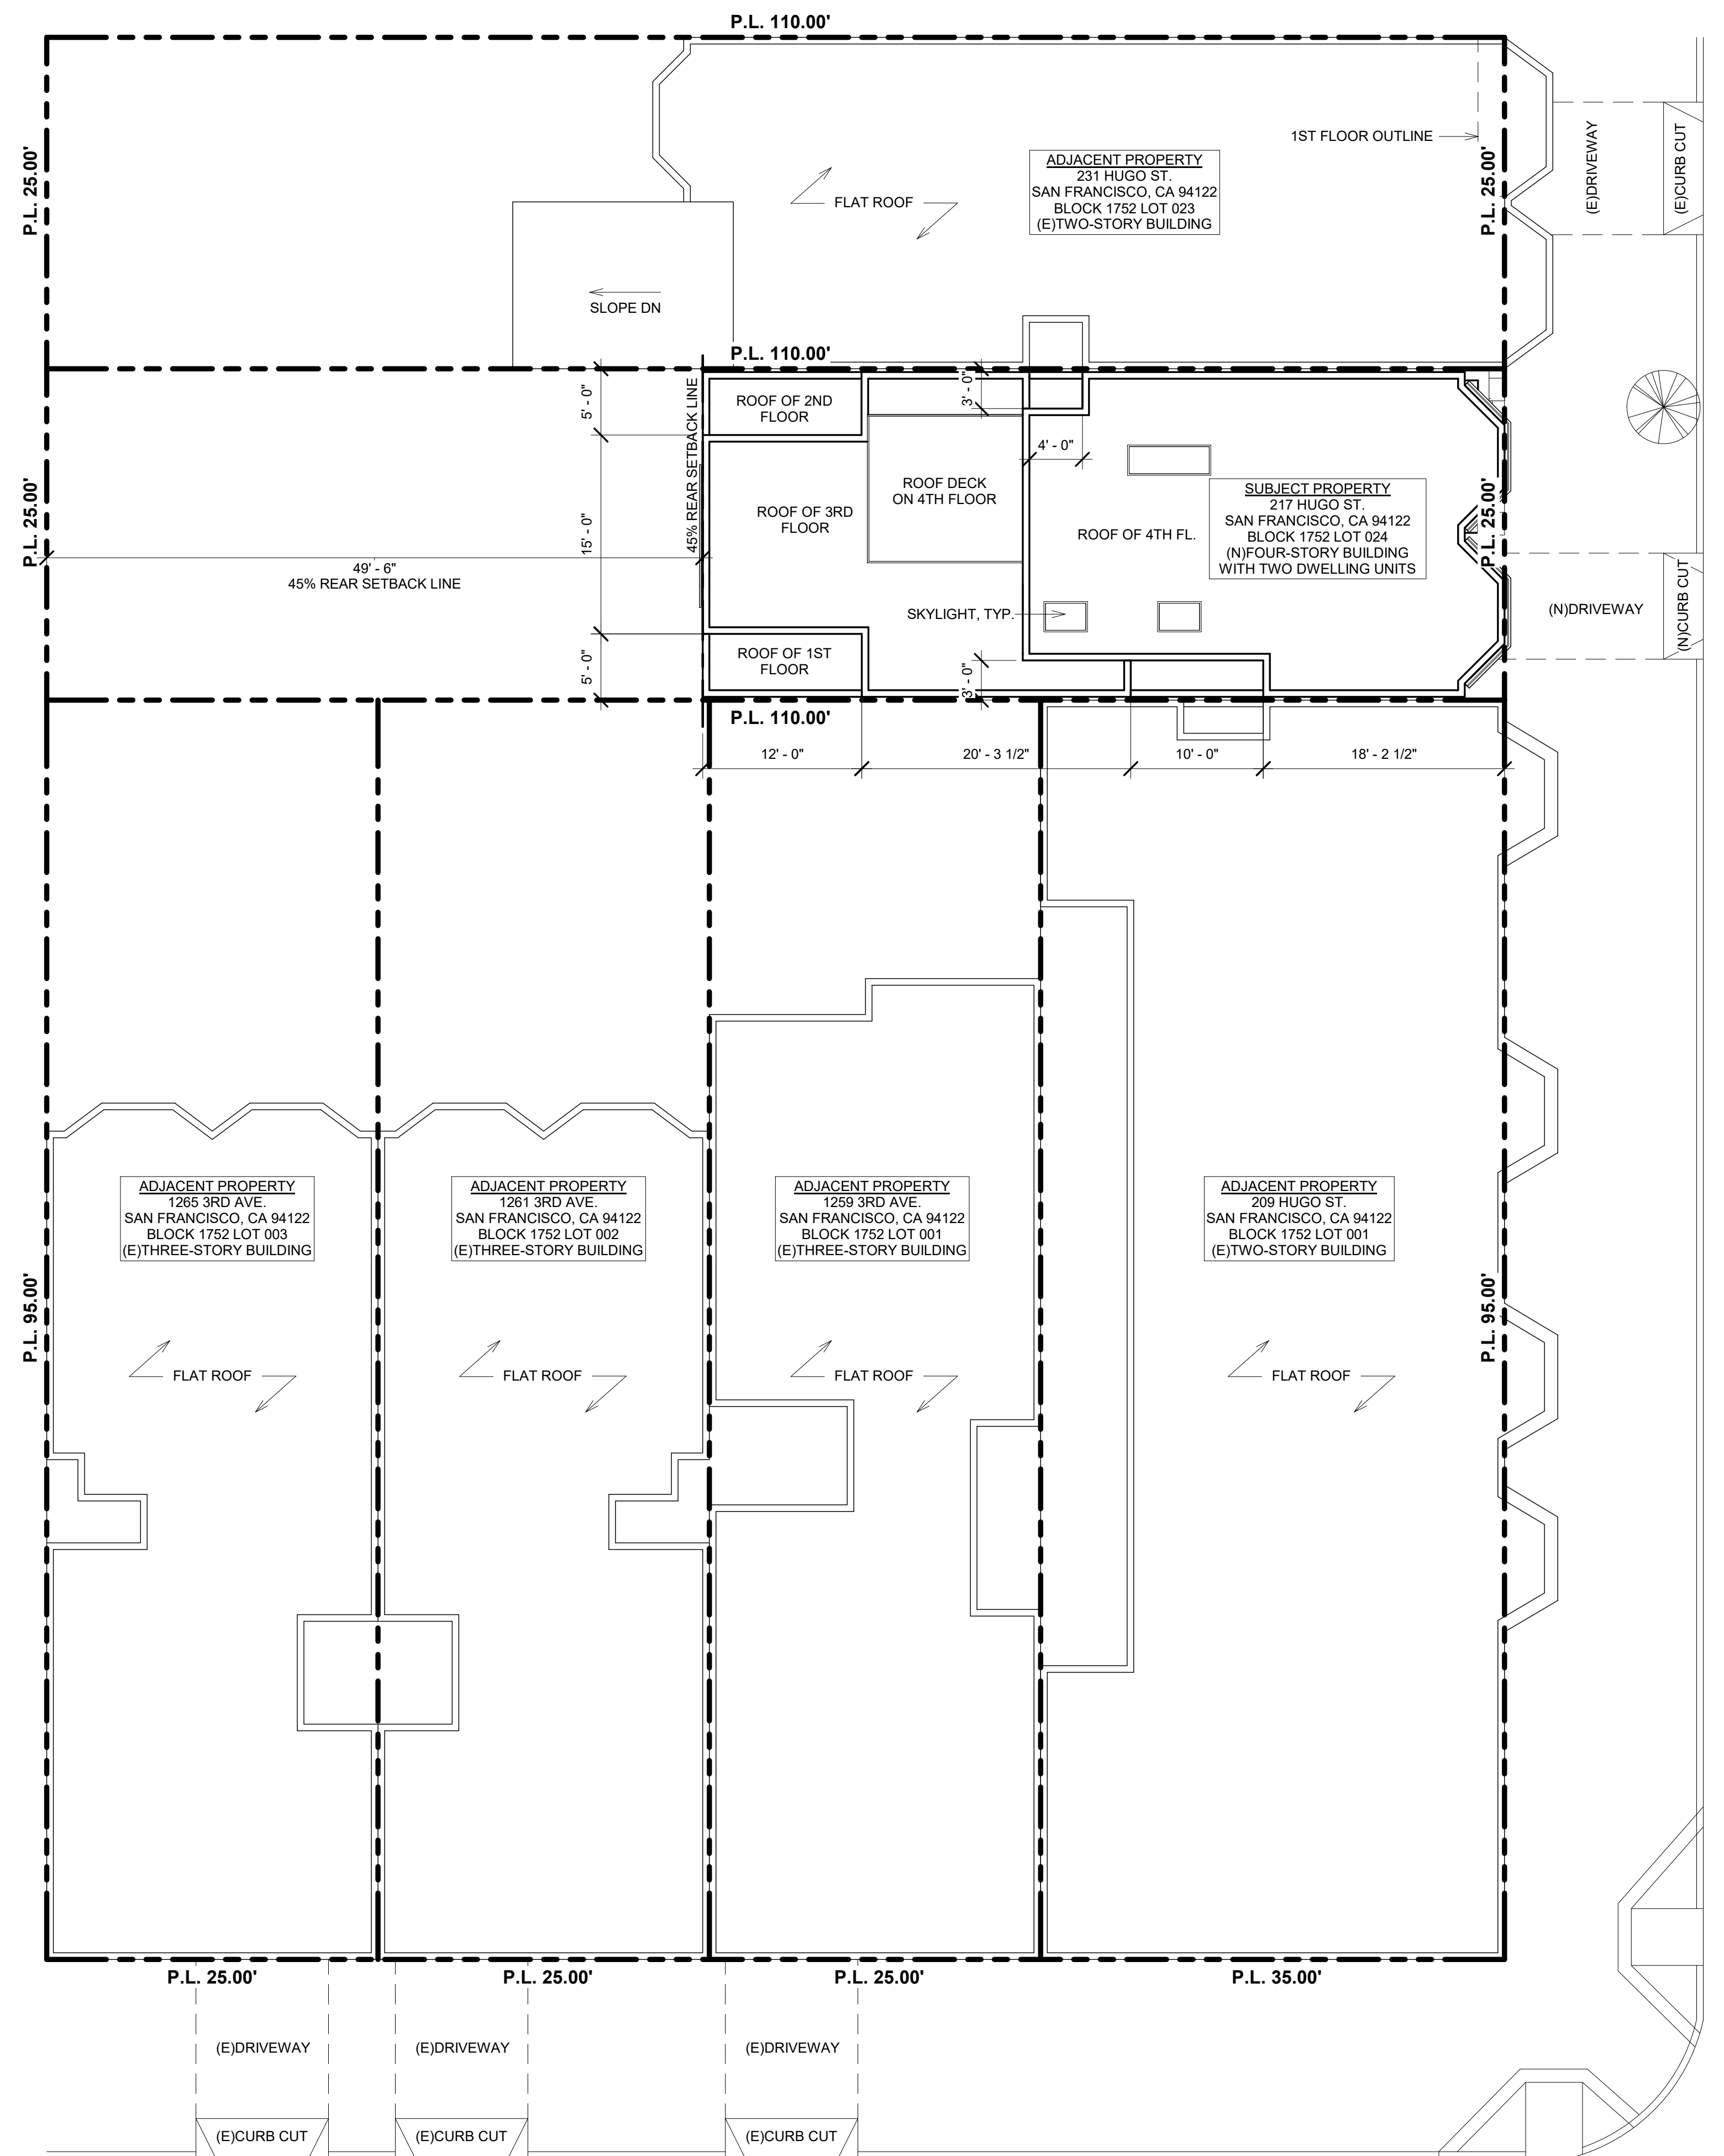 P.L. 110.00'
P.L. 25.00'
1ST FLOOR OUTLINE
ADJACENT PROPERTY
231 HUGO ST.
SAN FRANCISCO, CA 94122
BLOCK 1752 LOT 023
(E)TWO-STORY BUILDING
FLAT ROOF
SLOPE DN
P.L. 25.00'
(E)DRIVEWAY
(E)CURB CUT
P.L. 110.00'
P.L. 25.00'
49' - 6"
45% REAR SETBACK LINE
5' - 0"
15' - 0"
5' - 0"
45% REAR SETBACK LINE
ROOF OF 2ND
FLOOR
ROOF OF 3RD
FLOOR
ROOF OF 1ST
FLOOR
ROOF DECK
ON 4TH FLOOR
3' - 0"
4' - 0"
ROOF OF 4TH FL.
SKYLIGHT, TYP.
3' - 0"
SUBJECT PROPERTY
217 HUGO ST.
SAN FRANCISCO, CA 94122
BLOCK 1752 LOT 024
(N)FOUR-STORY BUILDING
WITH TWO DWELLING UNITS
P.L. 25.00'
(N)DRIVEWAY
(N)CURB CUT
P.L. 110.00'
12' - 0"
20' - 3 1/2"
10' - 0"
18' - 2 1/2"
P.L. 95.00'
ADJACENT PROPERTY
1265 3RD AVE.
SAN FRANCISCO, CA 94122
BLOCK 1752 LOT 003
(E)THREE-STORY BUILDING
FLAT ROOF
ADJACENT PROPERTY
1261 3RD AVE.
SAN FRANCISCO, CA 94122
BLOCK 1752 LOT 002
(E)THREE-STORY BUILDING
FLAT ROOF
ADJACENT PROPERTY
1259 3RD AVE.
SAN FRANCISCO, CA 94122
BLOCK 1752 LOT 001
(E)THREE-STORY BUILDING
FLAT ROOF
ADJACENT PROPERTY
209 HUGO ST.
SAN FRANCISCO, CA 94122
BLOCK 1752 LOT 001
(E)TWO-STORY BUILDING
FLAT ROOF
P.L. 95.00'
P.L. 25.00'
P.L. 25.00'
P.L. 25.00'
P.L. 35.00'
(E)DRIVEWAY
(E)DRIVEWAY
(E)DRIVEWAY
(E)CURB CUT
(E)CURB CUT
(E)CURB CUT